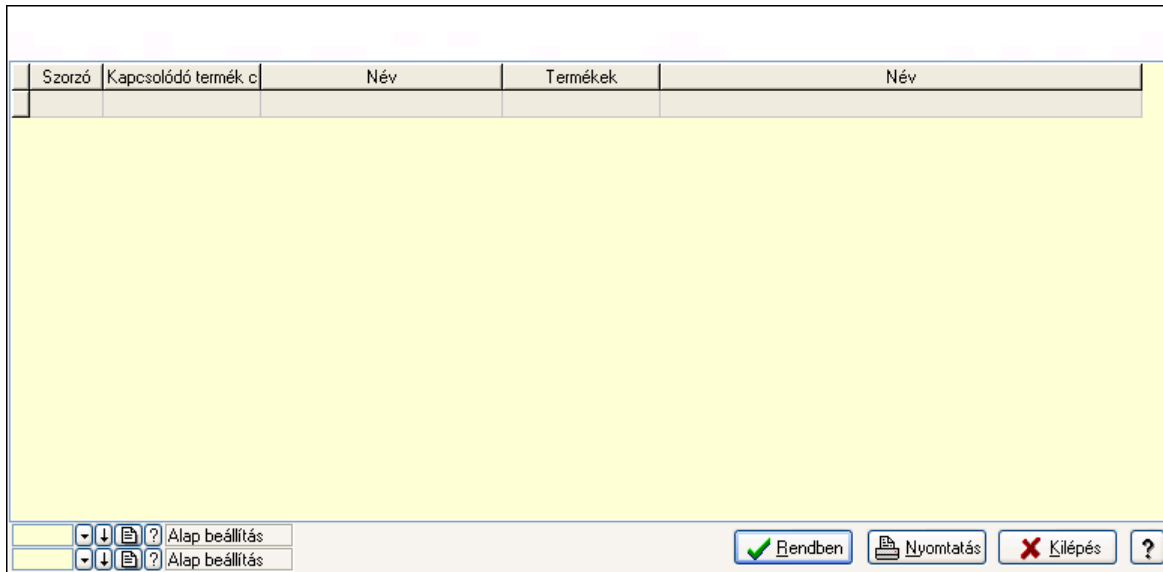 Szorzó Kapcsolódó termék c Név Termékek Név
? Alap beállítás
? Alap beállítás
Rendben Nyomtatás Kilépés ?